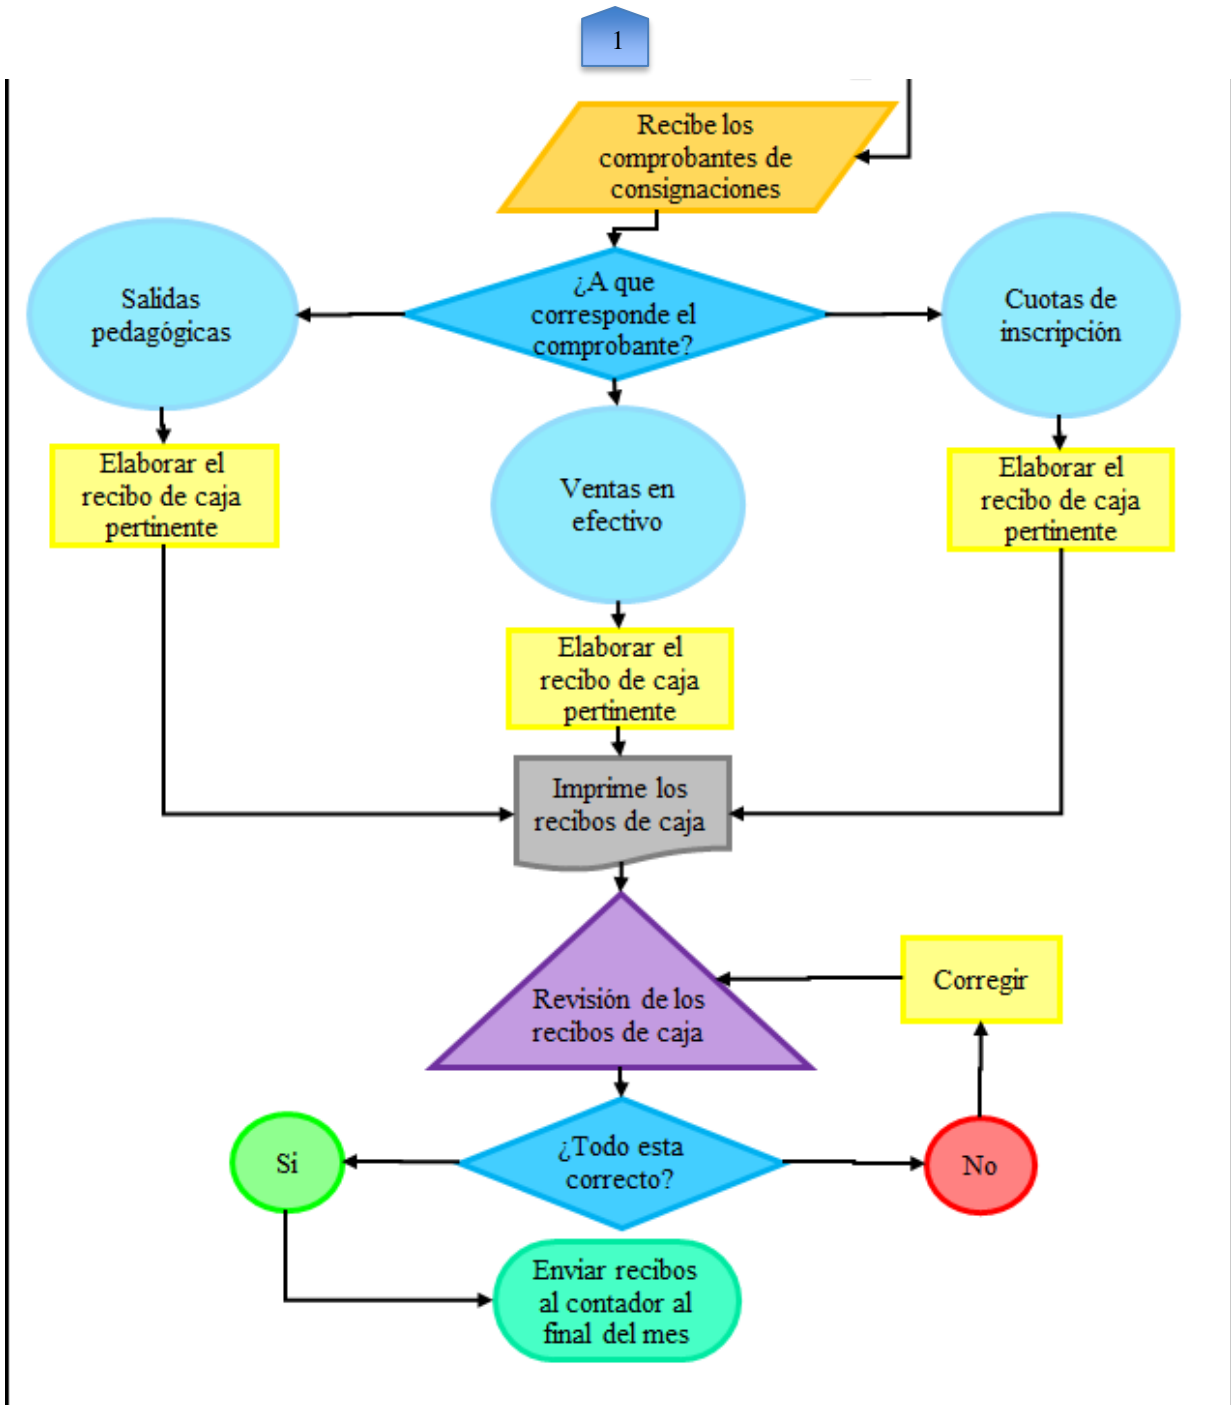 1
Recibe los
comprobantes de
consignaciones
¿A que
corresponde el
comprobante?
Salidas
pedagógicas
Cuotas de
inscripción
Elaborar el
recibo de caja
pertinente
Ventas en
efectivo
Elaborar el
recibo de caja
pertinente
Elaborar el
recibo de caja
pertinente
Imprime los
recibos de caja
Revisión de los
recibos de caja
Corregir
¿Todo esta
correcto?
Si
No
Enviar recibos
al contador al
final del mes